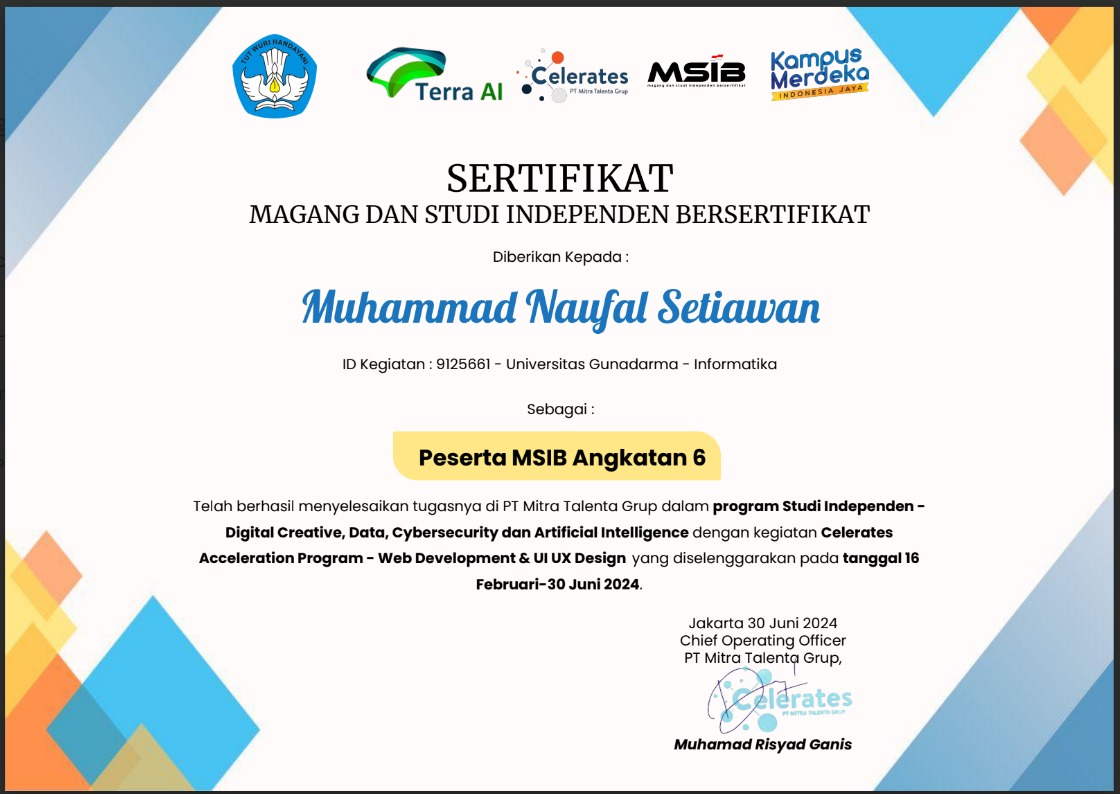 TUT WURI HANDAYANI
Terra AI
Celerates
PT Mitra Talenta Grup
MSIB
magang dan studi independen bersertifikat
Kampus
Merdeka
INDONESIA JAYA
SERTIFIKAT
MAGANG DAN STUDI INDEPENDEN BERSERTIFIKAT
Diberikan Kepada :
Muhammad Naufal Setiawan
ID Kegiatan : 9125661 - Universitas Gunadarma - Informatika
Sebagai :
Peserta MSIB Angkatan 6
Telah berhasil menyelesaikan tugasnya di PT Mitra Talenta Grup dalam program Studi Independen -
Digital Creative, Data, Cybersecurity dan Artificial Intelligence dengan kegiatan Celerates
Acceleration Program - Web Development & UI UX Design yang diselenggarakan pada tanggal 16
Februari-30 Juni 2024.
Jakarta 30 Juni 2024
Chief Operating Officer
PT Mitra Talenta Grup,
Celerates
PT MITRA TALENTA GRUP
Muhamad Risyad Ganis